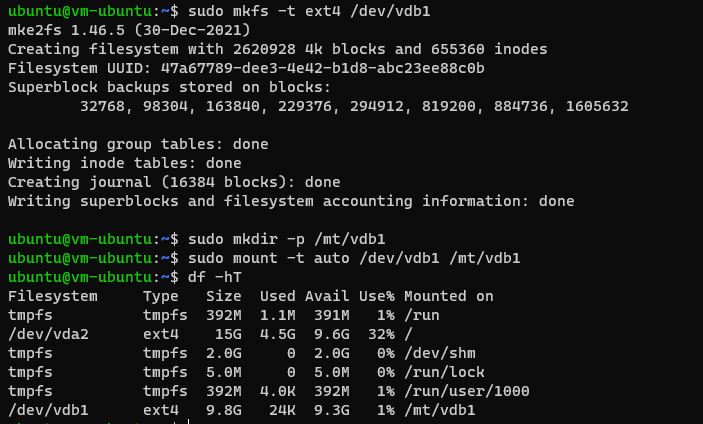 ubuntu@vm-ubuntu:~$ sudo mkfs -t ext4 /dev/vdb1
mke2fs 1.46.5 (30-Dec-2021)
Creating filesystem with 2620928 4k blocks and 655360 inodes
Filesystem UUID: 47a67789-dee3-4e42-b1d8-abc23ee88c0b
Superblock backups stored on blocks:
        32768, 98304, 163840, 229376, 294912, 819200, 884736, 1605632

Allocating group tables: done
Writing inode tables: done
Creating journal (16384 blocks): done
Writing superblocks and filesystem accounting information: done

ubuntu@vm-ubuntu:~$ sudo mkdir -p /mt/vdb1
ubuntu@vm-ubuntu:~$ sudo mount -t auto /dev/vdb1 /mt/vdb1
ubuntu@vm-ubuntu:~$ df -hT
Filesystem     Type   Size  Used Avail Use% Mounted on
tmpfs          tmpfs  392M  1.1M  391M   1% /run
/dev/vda2      ext4    15G  4.5G  9.6G  32% /
tmpfs          tmpfs  2.0G     0  2.0G   0% /dev/shm
tmpfs          tmpfs  5.0M     0  5.0M   0% /run/lock
tmpfs          tmpfs  392M  4.0K  392M   1% /run/user/1000
/dev/vdb1      ext4   9.8G   24K  9.3G   1% /mt/vdb1